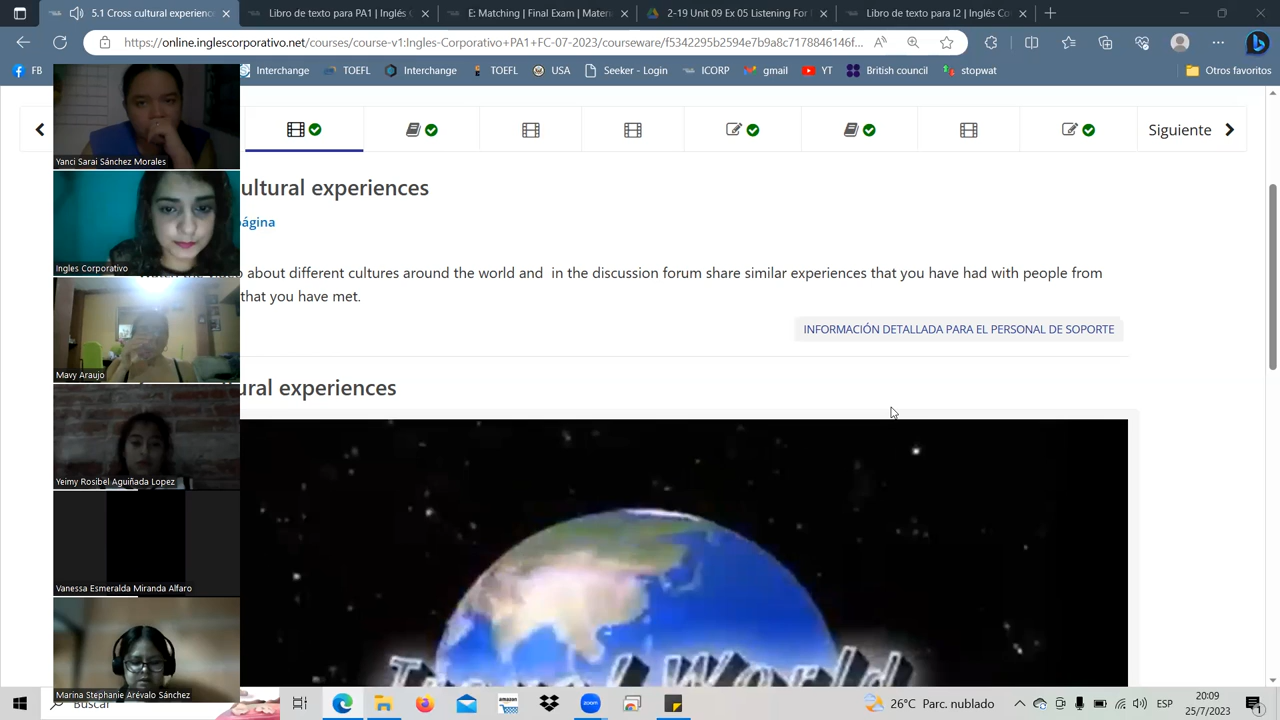 5.1 Inglés | G
Libro de texto para I1 | Inglés C
E: Matching | Final Exam | Mater
2-19 Unit 09 Ex 05 Listening For
Libro de texto para I2 | Inglés Co
https://online.inglescorporativo.net/courses/course-v1:Ingles-Corporativo+PA1+FC-07-2023/courseware/f5342295b2594e7b9a8c7178846146f...
FB
Interchange
TOEFL
Interchange
TOEFL
USA
Seeker - Login
ICORP
gmail
YT
British council
stopwat
Otros favoritos
Siguiente
Yanci Sarai Sánchez Morales
ultural experiences
página
Ingles Corporativo
about different cultures around the world and in the discussion forum share similar experiences that you have had with people from
that you have met.
INFORMACIÓN DETALLADA PARA EL PERSONAL DE SOPORTE
Mavy Araujo
ural experiences
Yeimy Rosibel Aguiñada Lopez
Vanessa Esmeralda Miranda Alfaro
Marina Stephanie Arévalo Sánchez
Buscar
amazon
zoom
26°C Parc. nublado
ESP
20:09
25/7/2023
1